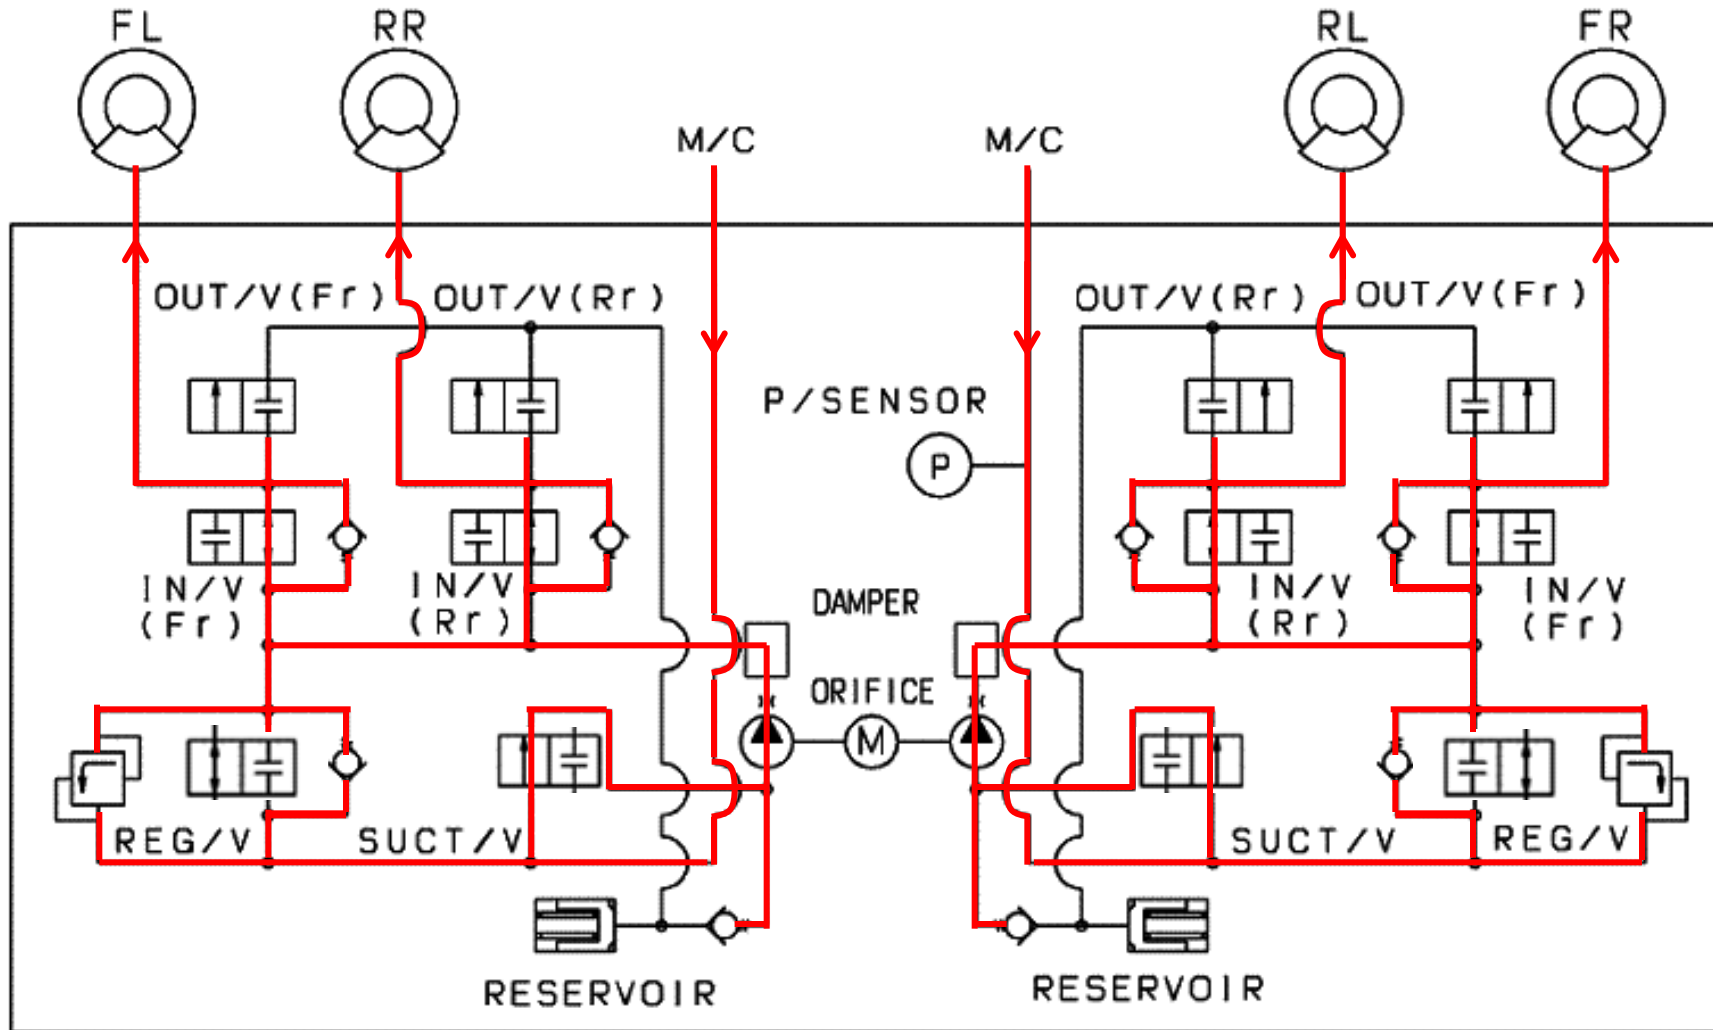 FL RR RL FR
M/C M/C
OUT/V(Fr) OUT/V(Rr) OUT/V(Rr) OUT/V(Fr)
P/SENSOR
P
IN/V
(Fr)
IN/V
(Rr)
DAMPER
IN/V
(Rr)
IN/V
(Fr)
ORIFICE
M
REG/V SUCT/V SUCT/V REG/V
RESERVOIR RESERVOIR